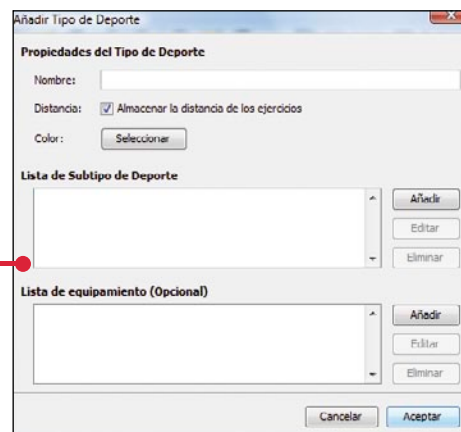 Añadir Tipo de Deporte
Propiedades del Tipo de Deporte
Nombre:
Distancia: Almacenar la distancia de los ejercicios
Color: Seleccionar
Lista de Subtipo de Deporte
Añadir
Editar
Eliminar
Lista de equipamiento (Opcional)
Añadir
Editar
Eliminar
Cancelar Aceptar